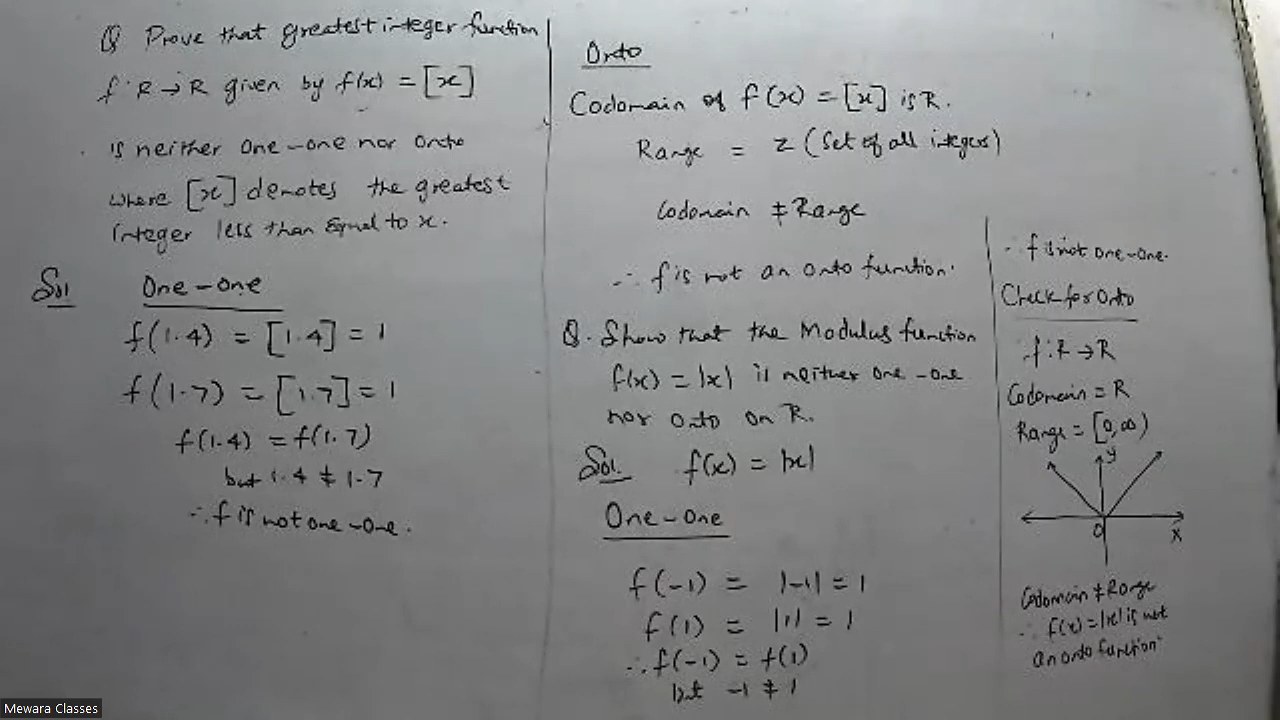 Q Prove that greatest integer function
f: R → R given by f(x) = [x]
is neither one-one nor onto
where [x] denotes the greatest
integer less than Equal to x.
Sol One-One
f(1.4) = [1.4] = 1
f(1.7) = [1.7] = 1
f(1.4) = f(1.7)
but 1.4 ≠ 1.7
∴ f is not one-one.
Onto
Codomain of f(x) = [x] is R.
Range = Z (Set of all integers)
Codomain ≠ Range
∴ f is not an onto function.
Q. Show that the Modulus function
f(x) = |x| is neither one-one
nor onto on R.
Sol. f(x) = |x|
One-One
f(-1) = |-1| = 1
f(1) = |1| = 1
∴ f(-1) = f(1)
but -1 ≠ 1
∴ f is not one-one.
Check for Onto
f: R → R
Codomain = R
Range = [0, ∞)
y
O
X
Codomain ≠ Range
∴ f(x) = |x| is not
an onto function.
Mewara Classes